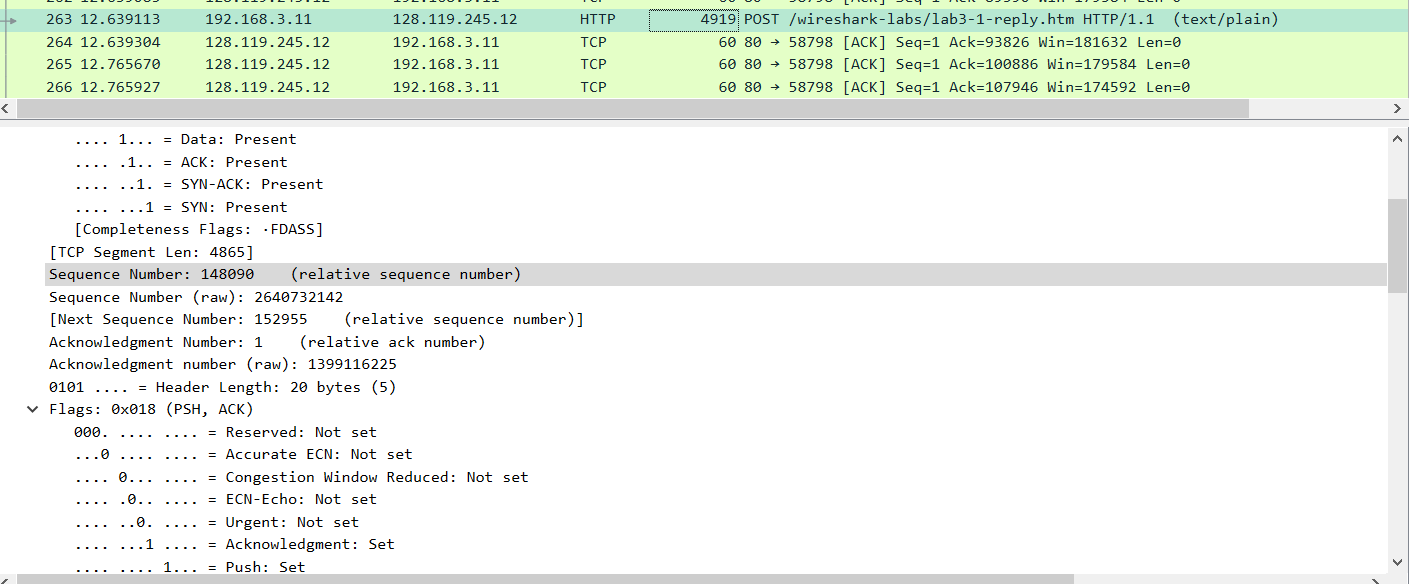 263 12.639113 192.168.3.11 128.119.245.12 HTTP 4919 POST /wireshark-labs/lab3-1-reply.htm HTTP/1.1 (text/plain)
264 12.639304 128.119.245.12 192.168.3.11 TCP 60 80 → 58798 [ACK] Seq=1 Ack=93826 Win=181632 Len=0
265 12.765670 128.119.245.12 192.168.3.11 TCP 60 80 → 58798 [ACK] Seq=1 Ack=100886 Win=179584 Len=0
266 12.765927 128.119.245.12 192.168.3.11 TCP 60 80 → 58798 [ACK] Seq=1 Ack=107946 Win=174592 Len=0
.... 1... = Data: Present
.... .1.. = ACK: Present
.... ..1. = SYN-ACK: Present
.... ...1 = SYN: Present
[Completeness Flags: ·FDASS]
[TCP Segment Len: 4865]
Sequence Number: 148090 (relative sequence number)
Sequence Number (raw): 2640732142
[Next Sequence Number: 152955 (relative sequence number)]
Acknowledgment Number: 1 (relative ack number)
Acknowledgment number (raw): 1399116225
0101 .... = Header Length: 20 bytes (5)
Flags: 0x018 (PSH, ACK)
000. .... .... = Reserved: Not set
...0 .... .... = Accurate ECN: Not set
.... 0... .... = Congestion Window Reduced: Not set
.... .0.. .... = ECN-Echo: Not set
.... ..0. .... = Urgent: Not set
.... ...1 .... = Acknowledgment: Set
.... .... 1... = Push: Set